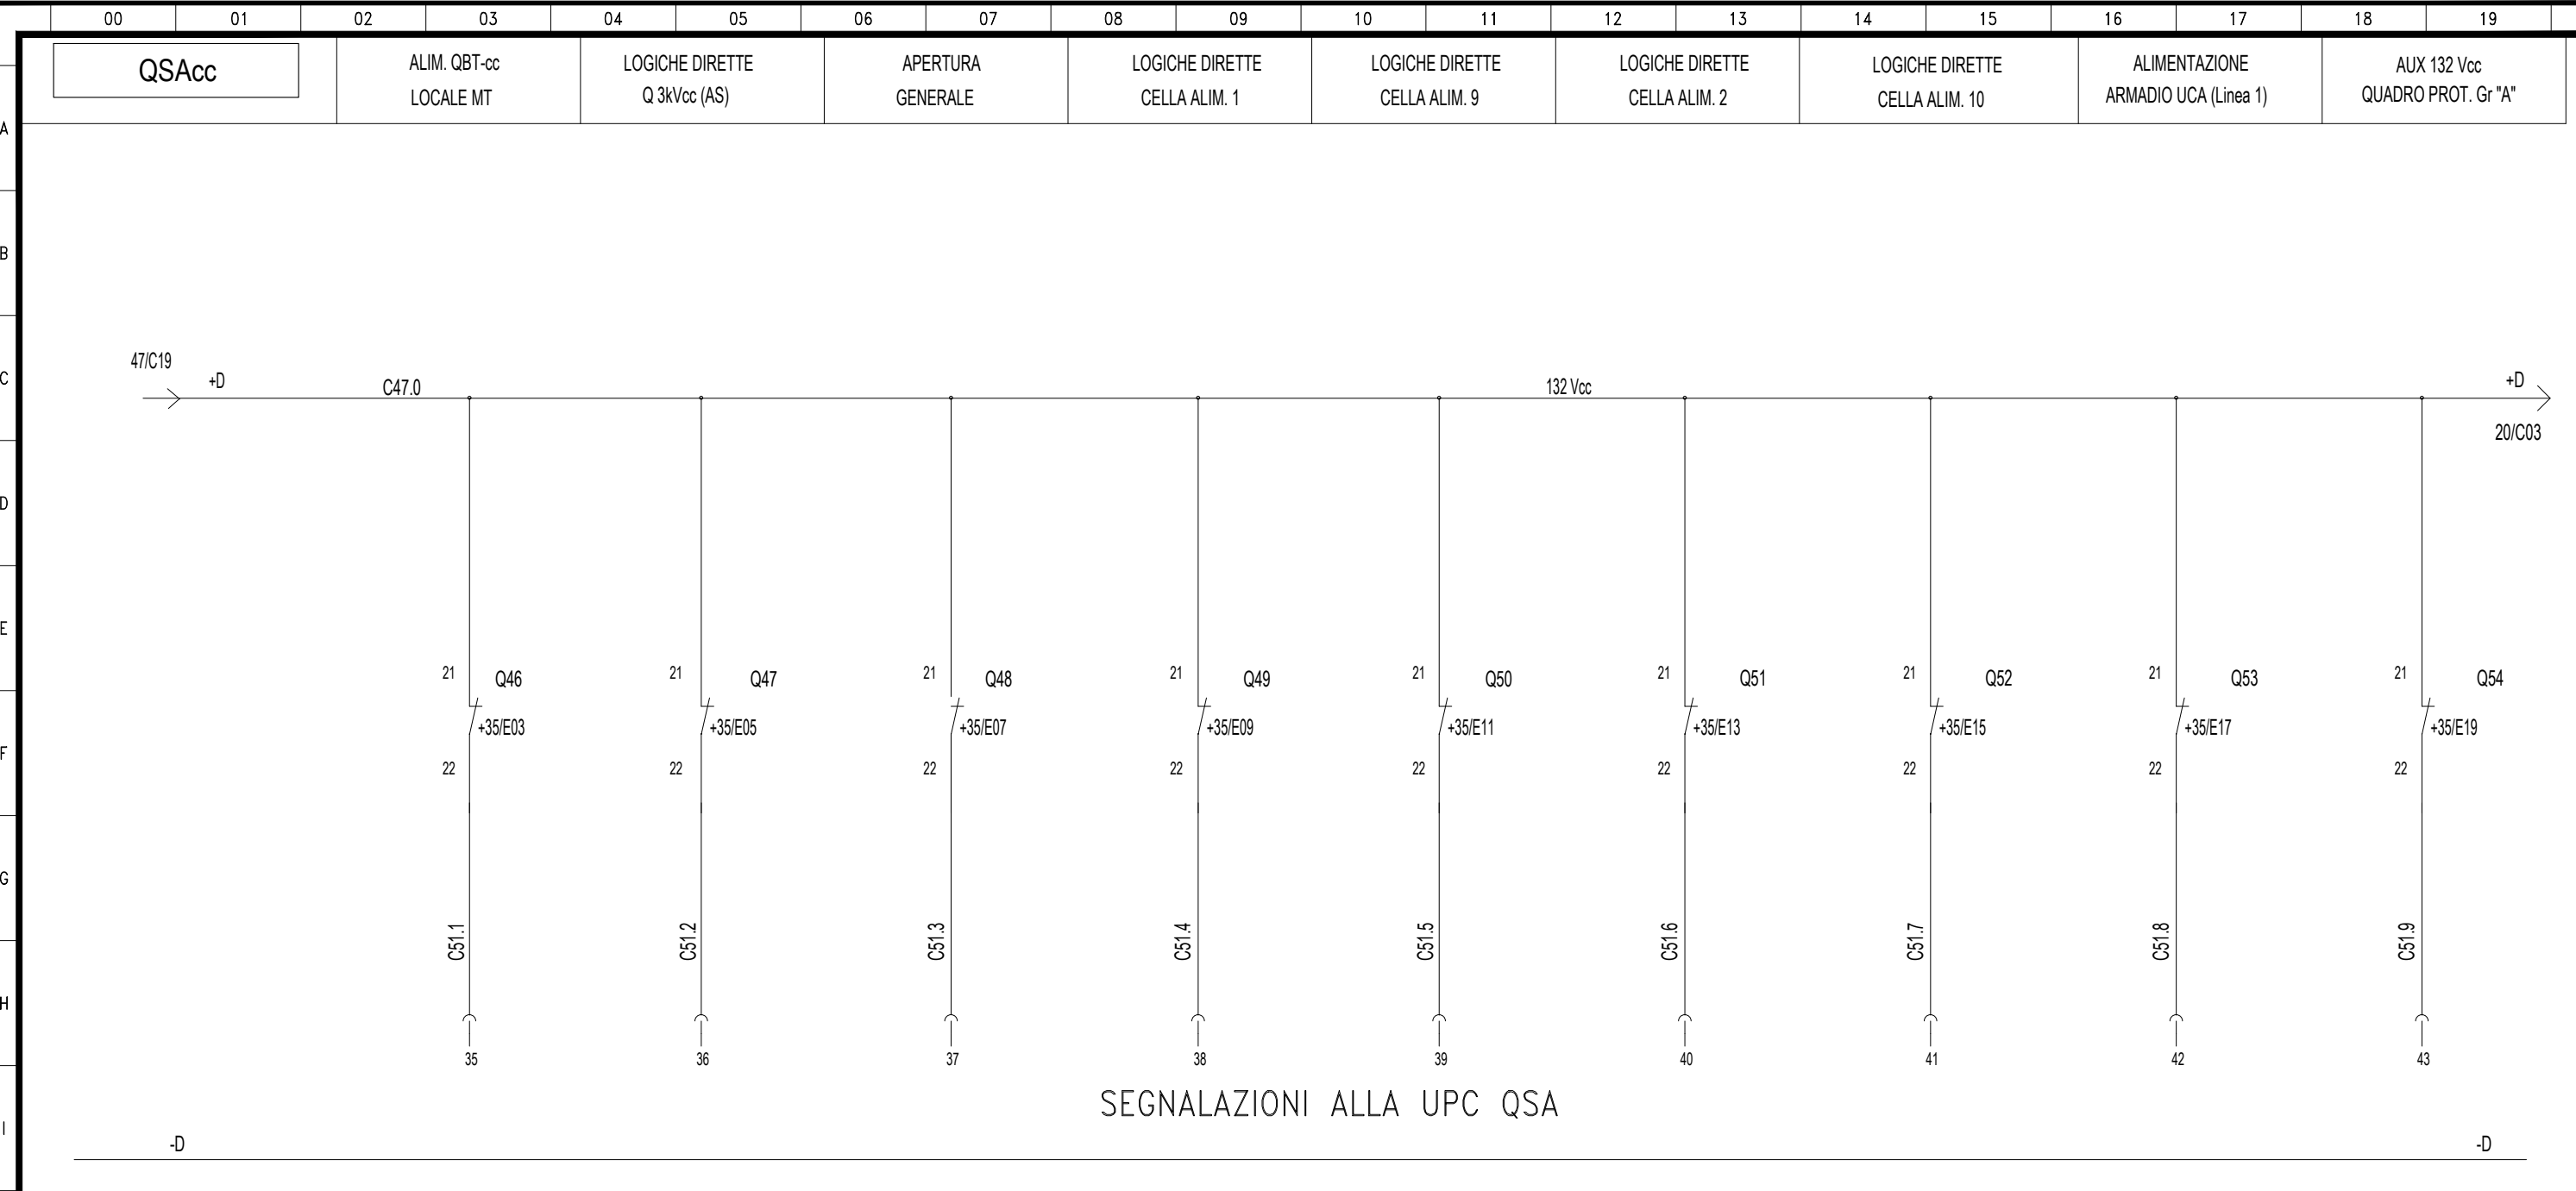 00 01 02 03 04 05 06 07 08 09 10 11 12 13 14 15 16 17 18 19
QSAcc
ALIM. QBT-cc
LOCALE MT
LOGICHE DIRETTE
Q 3kVcc (AS)
APERTURA
GENERALE
LOGICHE DIRETTE
CELLA ALIM. 1
LOGICHE DIRETTE
CELLA ALIM. 9
LOGICHE DIRETTE
CELLA ALIM. 2
LOGICHE DIRETTE
CELLA ALIM. 10
ALIMENTAZIONE
ARMADIO UCA (Linea 1)
AUX 132 Vcc
QUADRO PROT. Gr "A"
A
B
C
D
E
F
G
H
I
47/C19
+D
C47.0
132 Vcc
+D
20/C03
21 Q46 21 Q47 21 Q48 21 Q49 21 Q50 21 Q51 21 Q52 21 Q53 21 Q54
+35/E03 +35/E05 +35/E07 +35/E09 +35/E11 +35/E13 +35/E15 +35/E17 +35/E19
22 22 22 22 22 22 22 22 22
C51.1 C51.2 C51.3 C51.4 C51.5 C51.6 C51.7 C51.8 C51.9
35 36 37 38 39 40 41 42 43
SEGNALAZIONI ALLA UPC QSA
-D -D